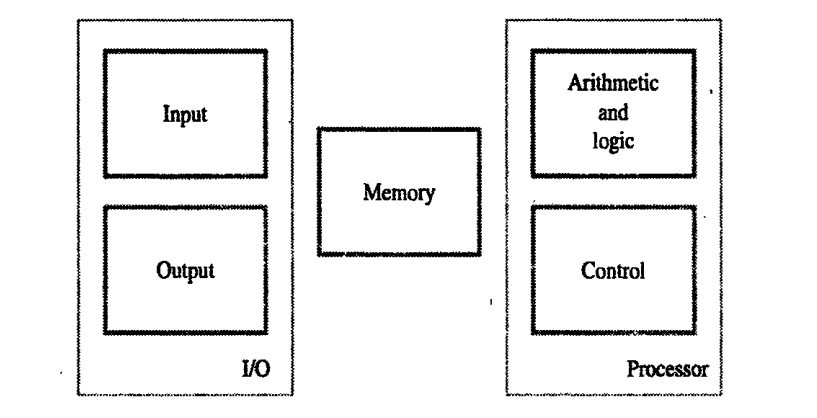 Input
Output
I/O
Memory
Arithmetic
and
logic
Control
Processor